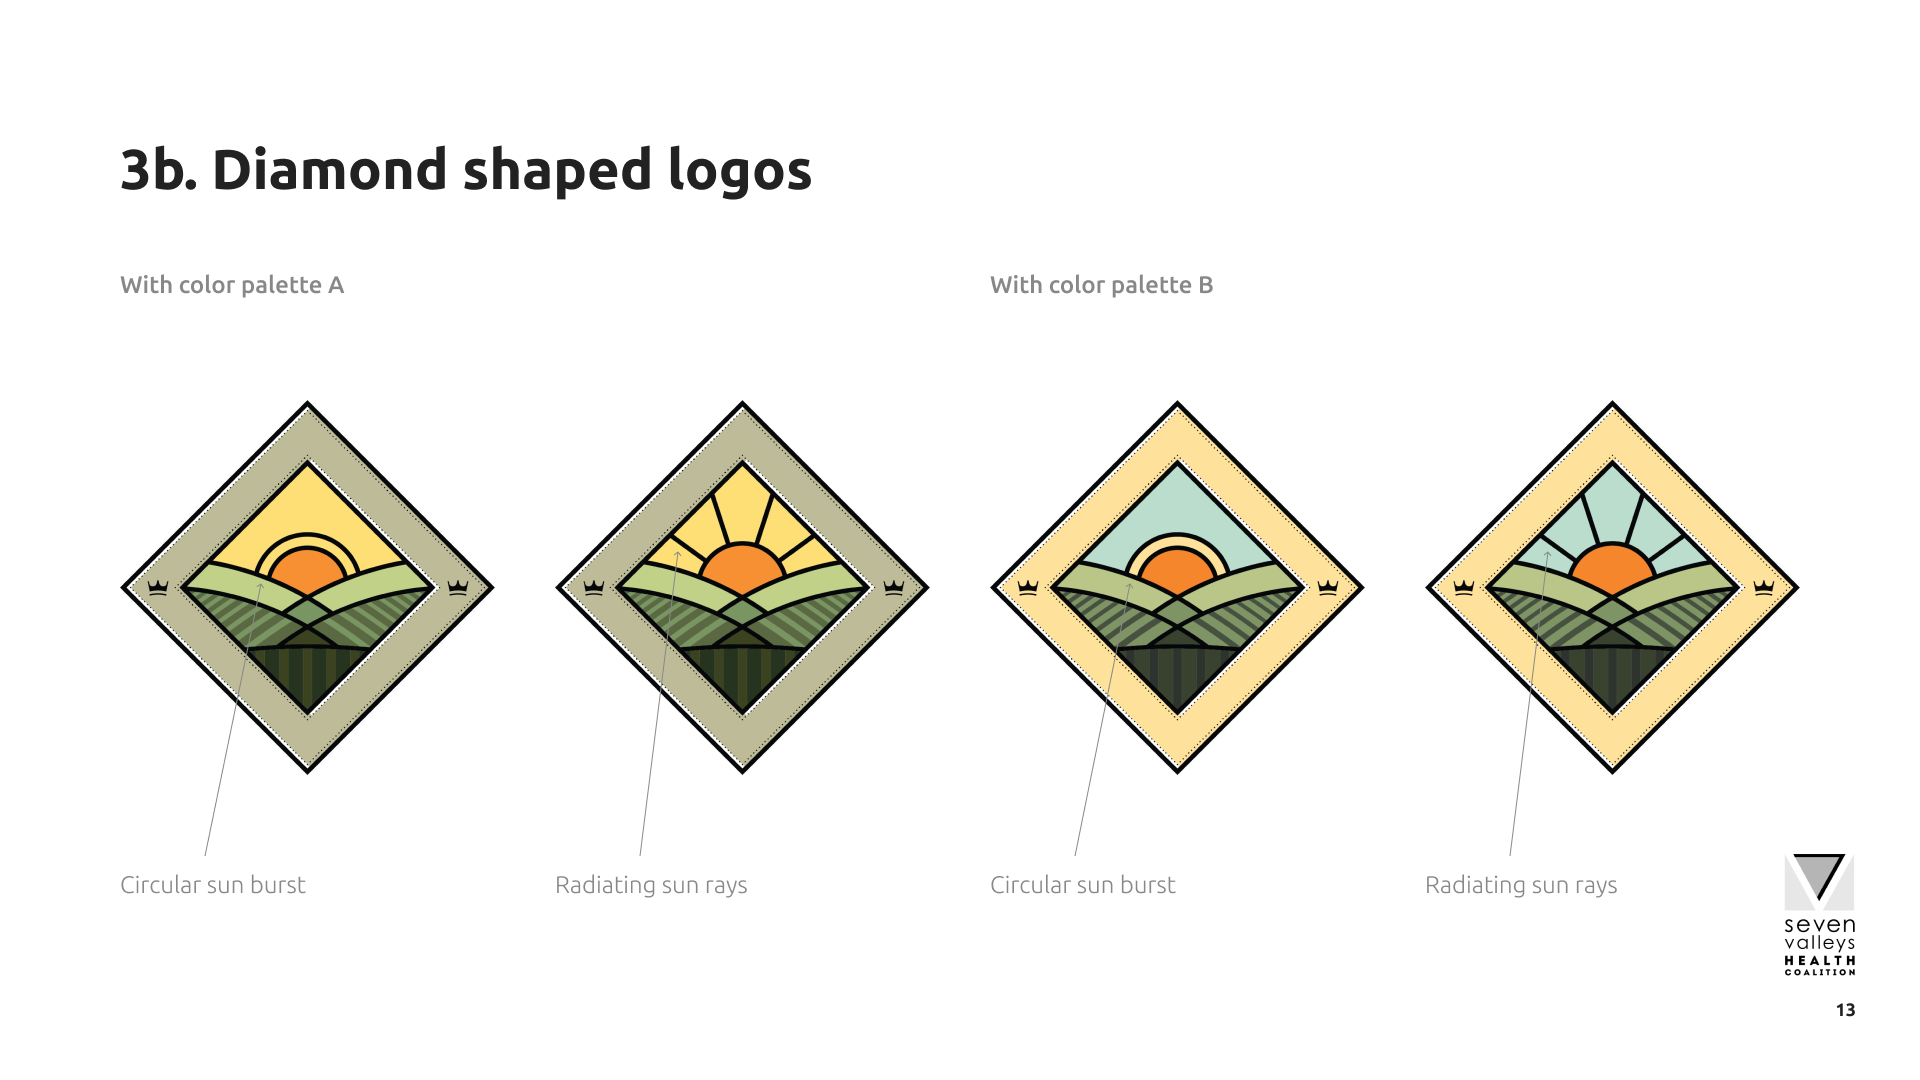 3b. Diamond shaped logos
With color palette A
With color palette B
Circular sun burst
Radiating sun rays
Circular sun burst
Radiating sun rays
seven
valleys
HEALTH
COALITION
13